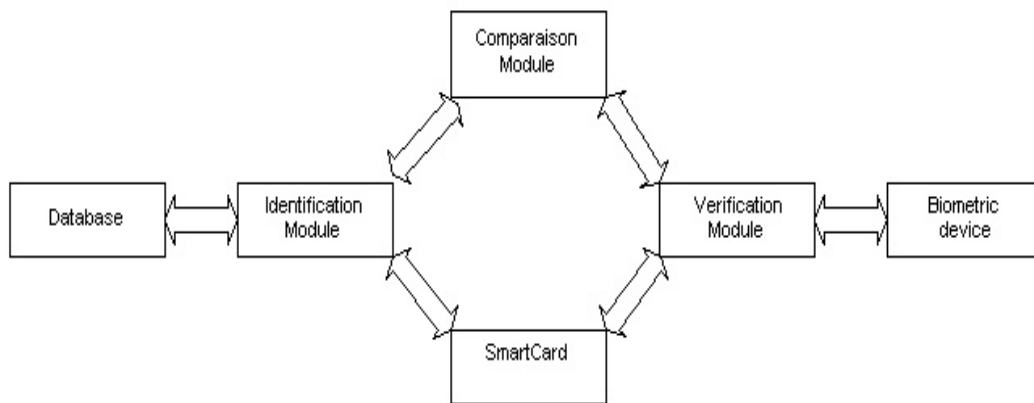 Comparaison
Module
Database
Identification
Module
Verification
Module
Biometric
device
SmartCard